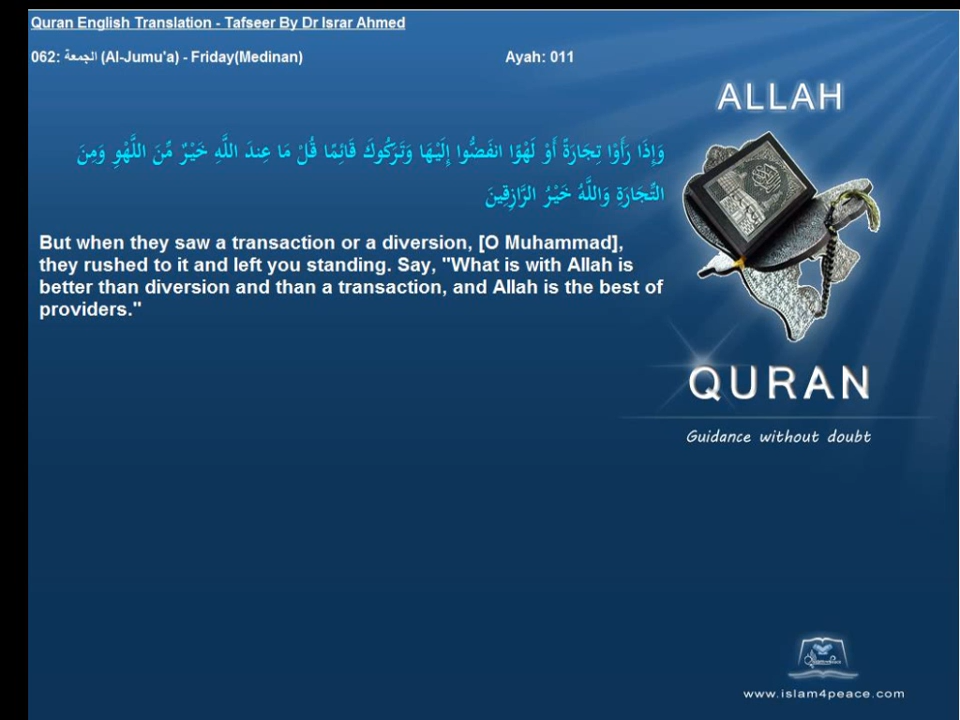 Quran English Translation - Tafseer By Dr Israr Ahmed
062: الجمعة (Al-Jumu'a) - Friday(Medinan) Ayah: 011
ALLAH
وَإِذَا رَأَوْا تِجَارَةً أَوْ لَهْوًا انفَضُّوا إِلَيْهَا وَتَرَكُوكَ قَائِمًا قُلْ مَا عِندَ اللَّهِ خَيْرٌ مِّنَ اللَّهْوِ وَمِنَ
التِّجَارَةِ وَاللَّهُ خَيْرُ الرَّازِقِينَ
But when they saw a transaction or a diversion, [O Muhammad],
they rushed to it and left you standing. Say, "What is with Allah is
better than diversion and than a transaction, and Allah is the best of
providers."
QURAN
Guidance without doubt
www.islam4peace.com